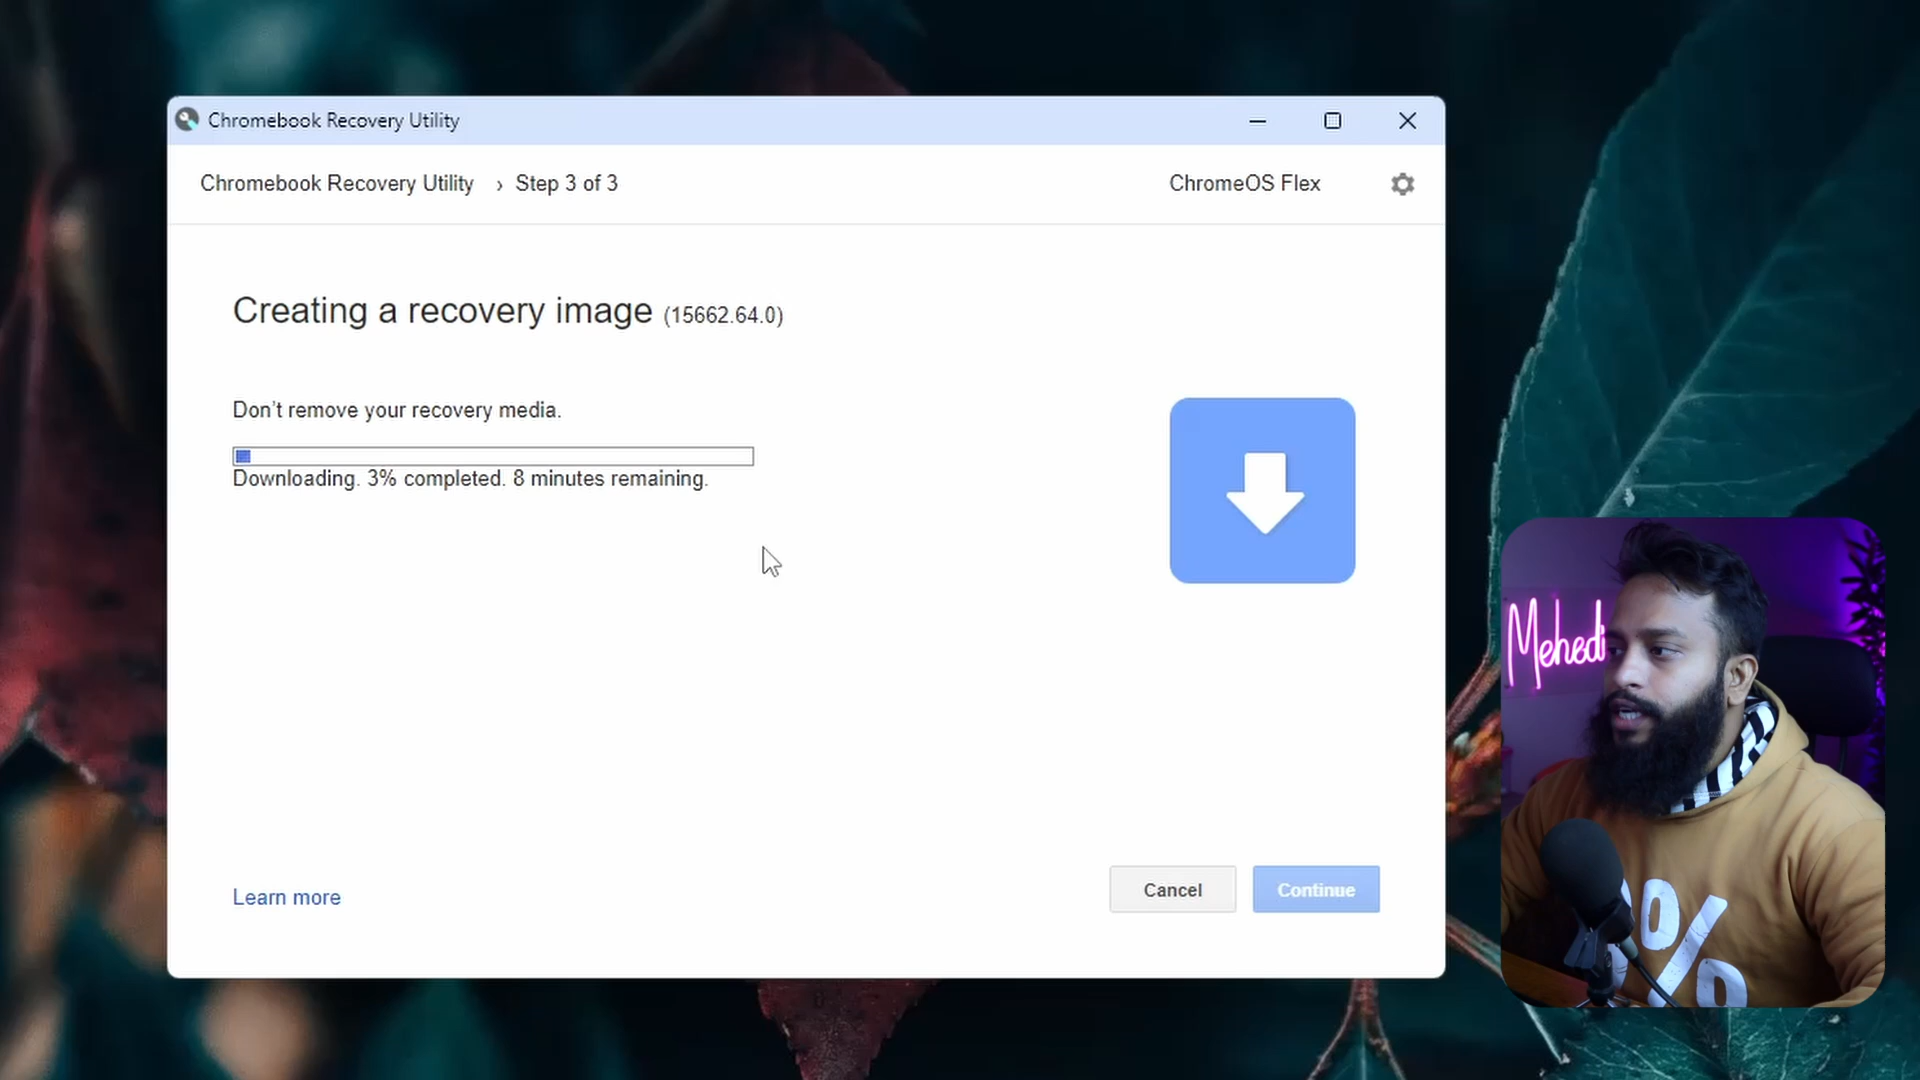 Chromebook Recovery Utility
Chromebook Recovery Utility › Step 3 of 3
ChromeOS Flex
Creating a recovery image (15662.64.0)
Don't remove your recovery media.
Downloading. 3% completed. 8 minutes remaining.
Mehedi
Learn more
Cancel
Continue
%